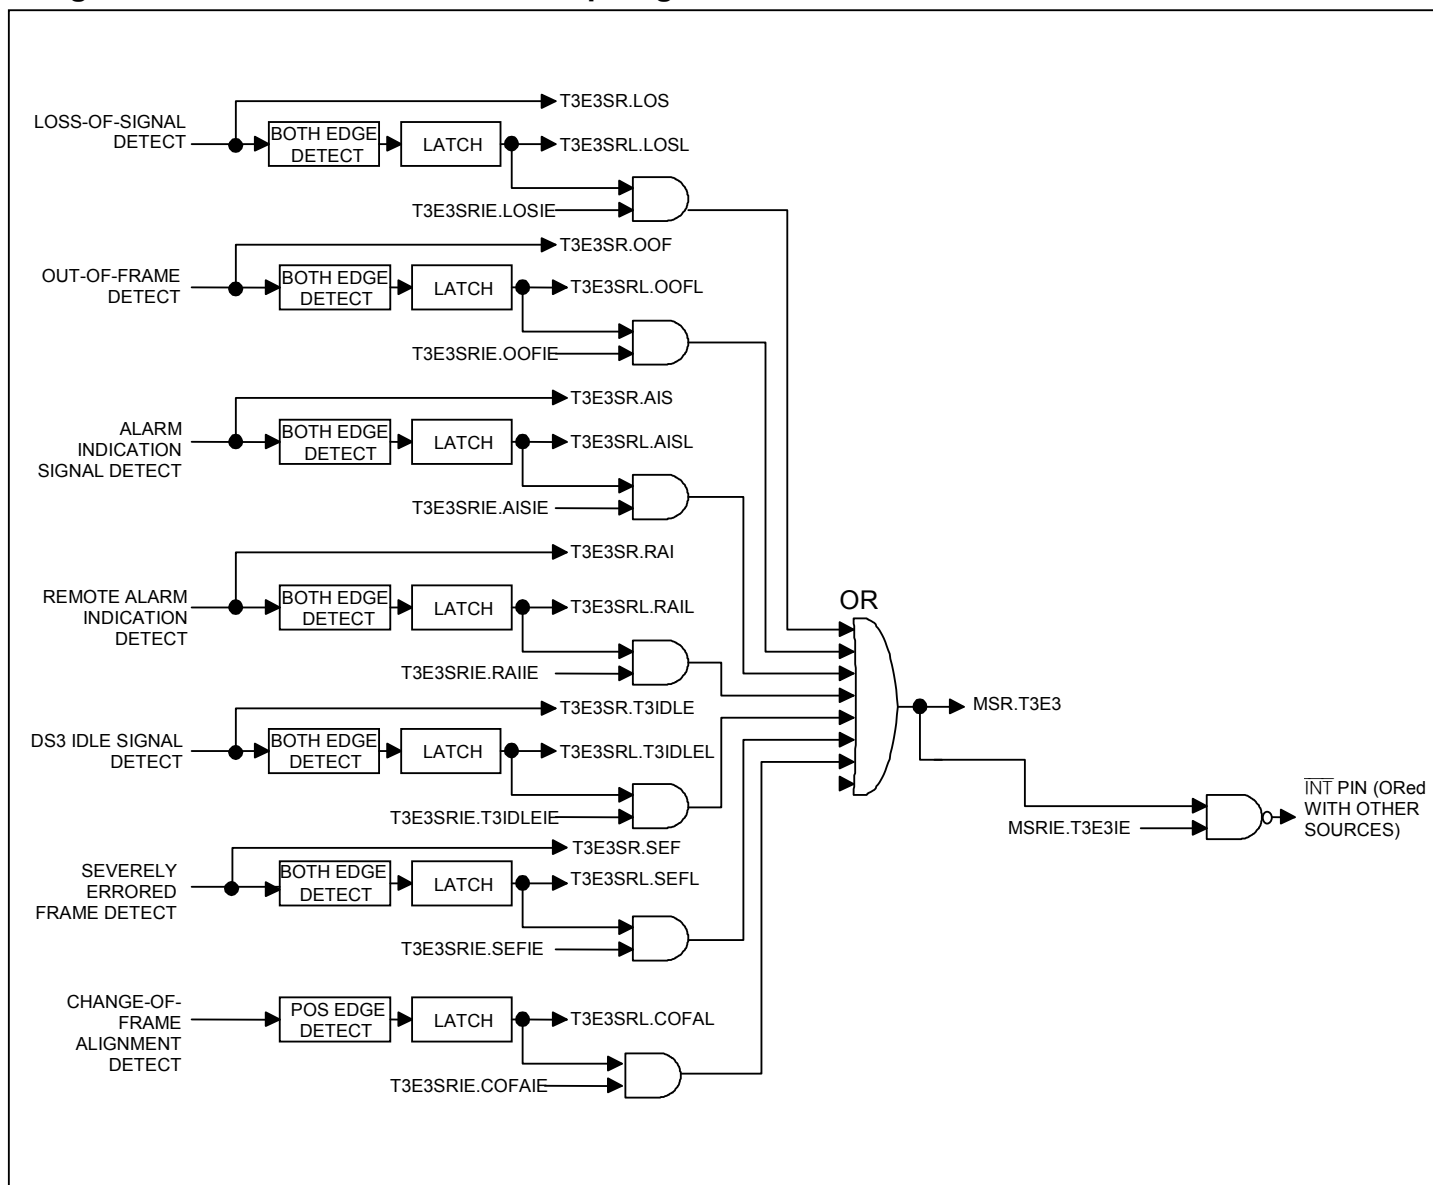 T3E3SR.LOS
LOSS-OF-SIGNAL
DETECT
BOTH EDGE
DETECT
LATCH
T3E3SRL.LOSL
T3E3SRIE.LOSIE
T3E3SR.OOF
OUT-OF-FRAME
DETECT
BOTH EDGE
DETECT
LATCH
T3E3SRL.OOFL
T3E3SRIE.OOFIE
T3E3SR.AIS
ALARM
INDICATION
SIGNAL DETECT
BOTH EDGE
DETECT
LATCH
T3E3SRL.AISL
T3E3SRIE.AISIE
T3E3SR.RAI
REMOTE ALARM
INDICATION
DETECT
BOTH EDGE
DETECT
LATCH
T3E3SRL.RAIL
T3E3SRIE.RAIIE
OR
T3E3SR.T3IDLE
DS3 IDLE SIGNAL
DETECT
BOTH EDGE
DETECT
LATCH
T3E3SRL.T3IDLEL
T3E3SRIE.T3IDLEIE
MSR.T3E3
MSRIE.T3E3IE
INT PIN (ORed
WITH OTHER
SOURCES)
T3E3SR.SEF
SEVERELY
ERRORED
FRAME DETECT
BOTH EDGE
DETECT
LATCH
T3E3SRL.SEFL
T3E3SRIE.SEFIE
CHANGE-OF-
FRAME
ALIGNMENT
DETECT
POS EDGE
DETECT
LATCH
T3E3SRL.COFAL
T3E3SRIE.COFAIE